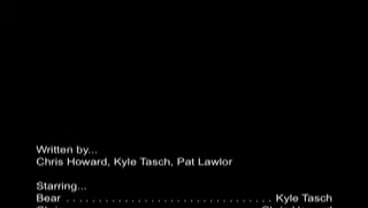 Written by...
Chris Howard, Kyle Tasch, Pat Lawlor
Starring...
Bear . . . . . . . . . . . . . . . . . . . . . . . . . . . . . . . . Kyle Tasch